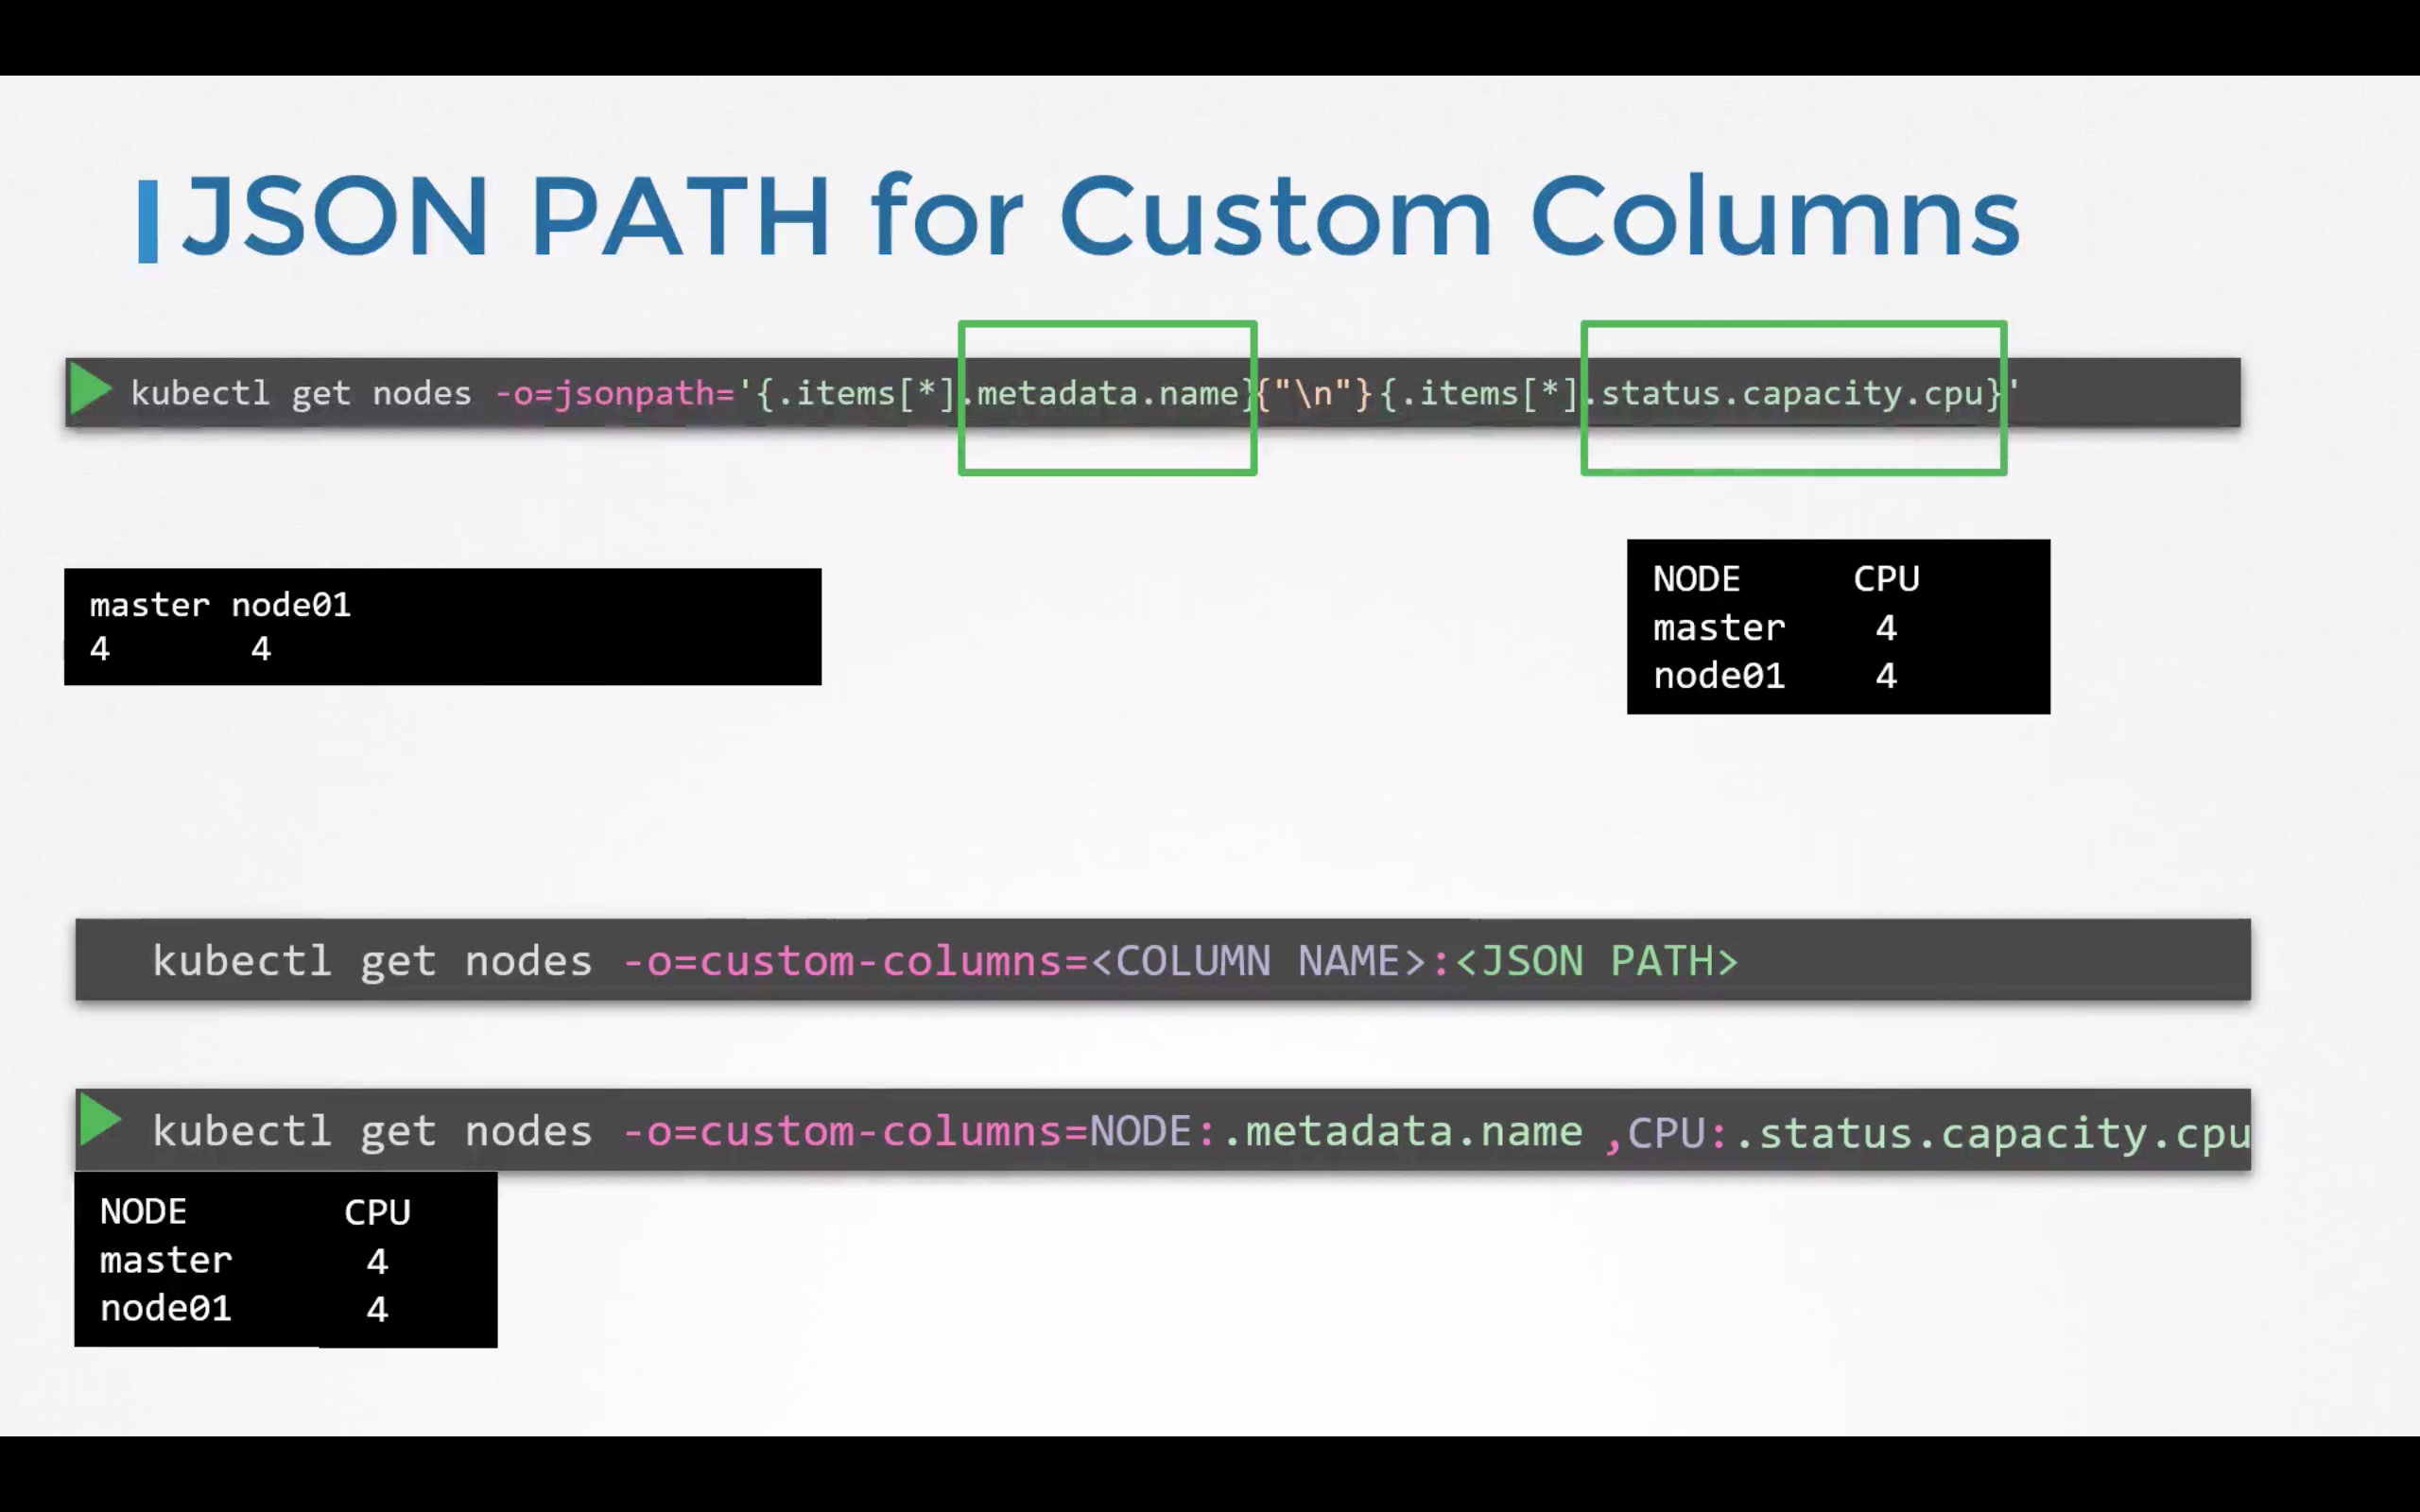 JSON PATH for Custom Columns
kubectl get nodes -o=jsonpath='{.items[*].metadata.name}{"\n"}{.items[*].status.capacity.cpu}'
master node01
4 4
NODE CPU
master 4
node01 4
kubectl get nodes -o=custom-columns=<COLUMN NAME>:<JSON PATH>
kubectl get nodes -o=custom-columns=NODE:.metadata.name ,CPU:.status.capacity.cpu
NODE CPU
master 4
node01 4